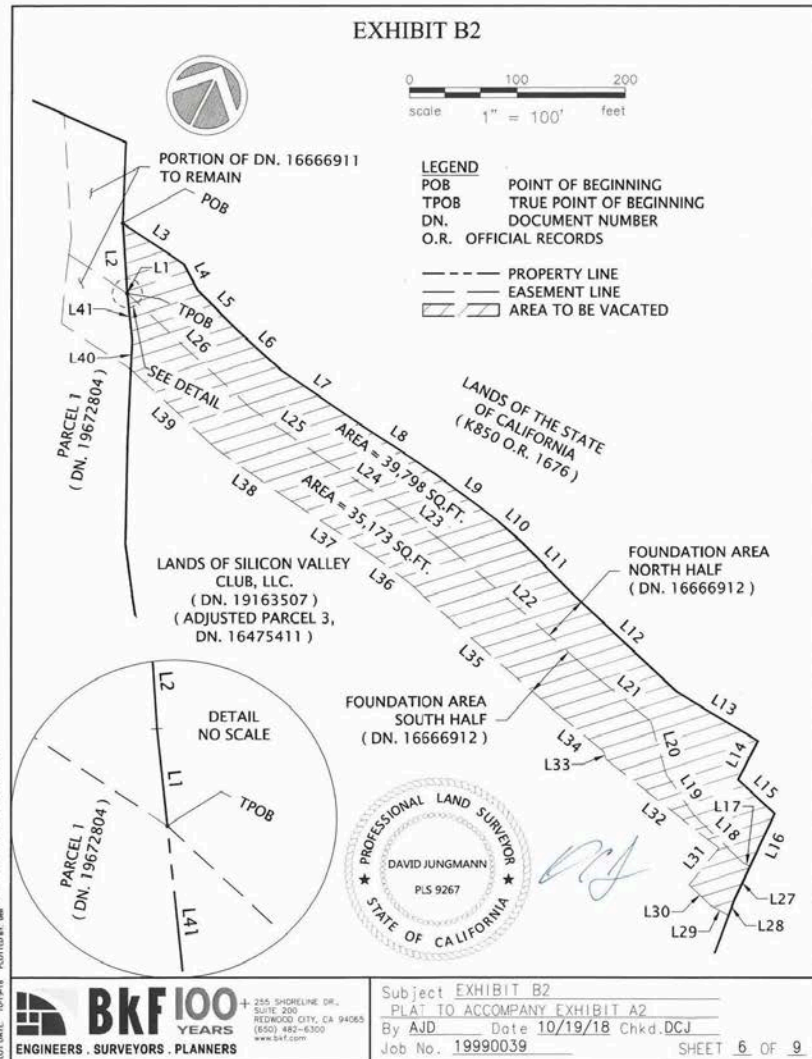 EXHIBIT B2
0 100 200
scale 1" = 100' feet
PORTION OF DN. 16666911
TO REMAIN
POB
LEGEND
POB POINT OF BEGINNING
TPOB TRUE POINT OF BEGINNING
DN. DOCUMENT NUMBER
O.R. OFFICIAL RECORDS
PROPERTY LINE
EASEMENT LINE
AREA TO BE VACATED
L3
L2
L1
L4
L41
L5
TPOB
L26
L6
L40
SEE DETAIL
L7
PARCEL 1
( DN. 19672804 )
LANDS OF THE STATE
OF CALIFORNIA
( K850 O.R. 1676 )
L39
L25
L8
AREA = 39,798 SQ.FT.
L24
L9
L38
AREA = 35,173 SQ.FT.
L23
L10
L37
L11
LANDS OF SILICON VALLEY
CLUB, LLC.
( DN. 19163507 )
( ADJUSTED PARCEL 3,
DN. 16475411 )
L36
FOUNDATION AREA
NORTH HALF
( DN. 16666912 )
L22
L12
L35
L21
L13
FOUNDATION AREA
SOUTH HALF
( DN. 16666912 )
L34
L20
L14
L33
L15
L19
L17
L32
L18
L16
L31
L27
L30
L28
L29
L2
DETAIL
NO SCALE
L1
TPOB
PARCEL 1
( DN. 19672804 )
L41
PROFESSIONAL LAND SURVEYOR
DAVID JUNGMANN
PLS 9267
STATE OF CALIFORNIA
BKF 100+
YEARS
ENGINEERS . SURVEYORS . PLANNERS
255 SHORELINE DR.,
SUITE 200
REDWOOD CITY, CA 94065
(650) 482-6300
www.bkf.com
Subject EXHIBIT B2
PLAT TO ACCOMPANY EXHIBIT A2
By AJD Date 10/19/18 Chkd.DCJ
Job No. 19990039 SHEET 6 OF 9